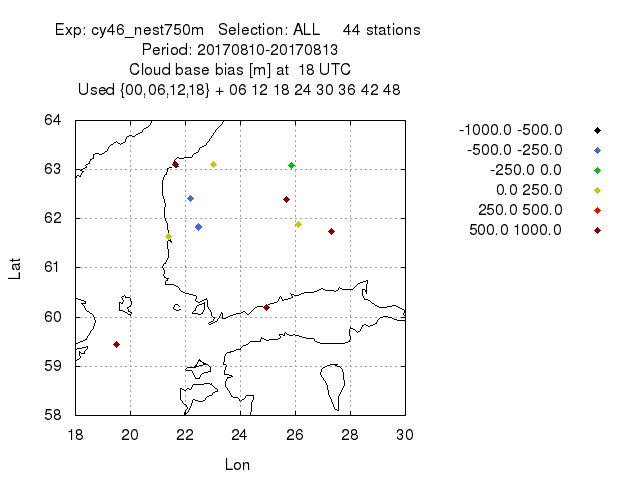 Exp: cy46_nest750m   Selection: ALL     44 stations
Period: 20170810-20170813
Cloud base bias [m] at  18 UTC
Used {00,06,12,18} + 06 12 18 24 30 36 42 48
64
63
62
61
60
59
58
Lat
18 20 22 24 26 28 30
Lon
-1000.0 -500.0
-500.0 -250.0
-250.0 0.0
0.0 250.0
250.0 500.0
500.0 1000.0